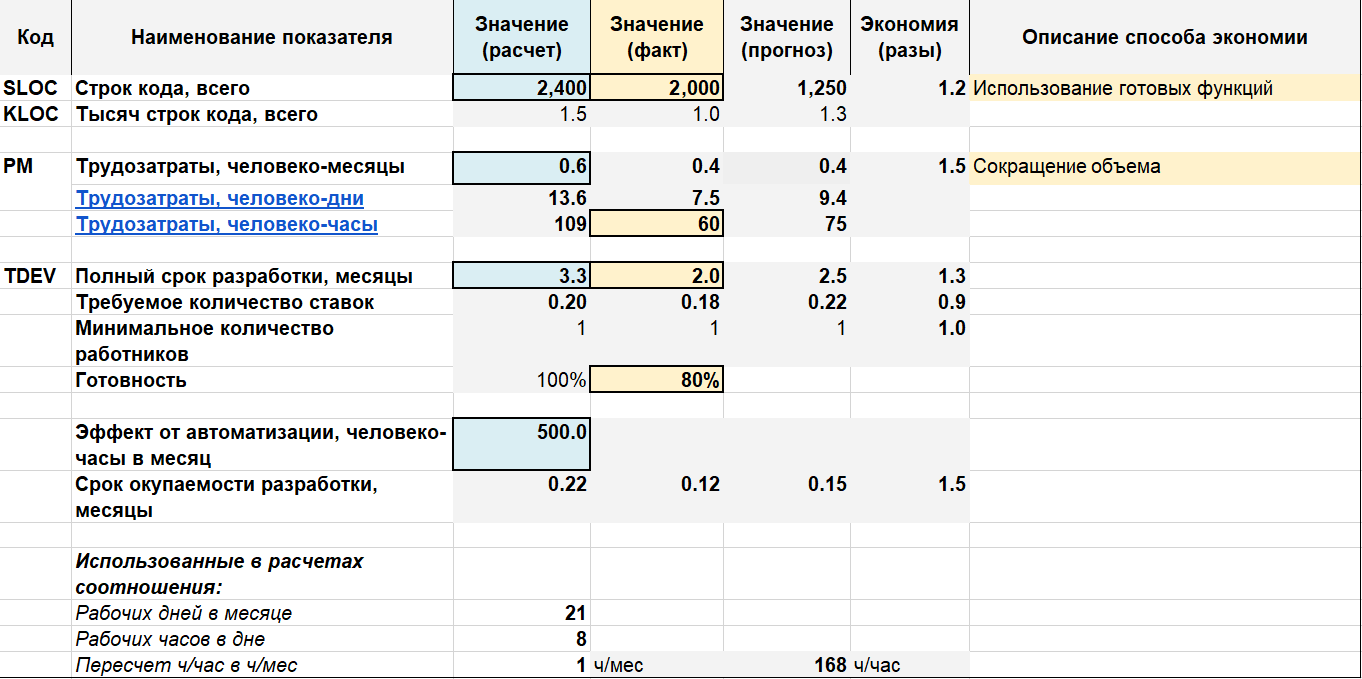 Код Наименование показателя Значение (расчет) Значение (факт) Значение (прогноз) Экономия (разы) Описание способа экономии
SLOC Строк кода, всего 2,400 2,000 1,250 1.2 Использование готовых функций
KLOC Тысяч строк кода, всего 1.5 1.0 1.3
PM Трудозатраты, человеко-месяцы 0.6 0.4 0.4 1.5 Сокращение объема
Трудозатраты, человеко-дни 13.6 7.5 9.4
Трудозатраты, человеко-часы 109 60 75
TDEV Полный срок разработки, месяцы 3.3 2.0 2.5 1.3
Требуемое количество ставок 0.20 0.18 0.22 0.9
Минимальное количество 1 1 1 1.0
работников
Готовность 100% 80%
Эффект от автоматизации, человеко- 500.0
часы в месяц
Срок окупаемости разработки, 0.22 0.12 0.15 1.5
месяцы
Использованные в расчетах
соотношения:
Рабочих дней в месяце 21
Рабочих часов в дне 8
Пересчет ч/час в ч/мес 1 ч/мес 168 ч/час